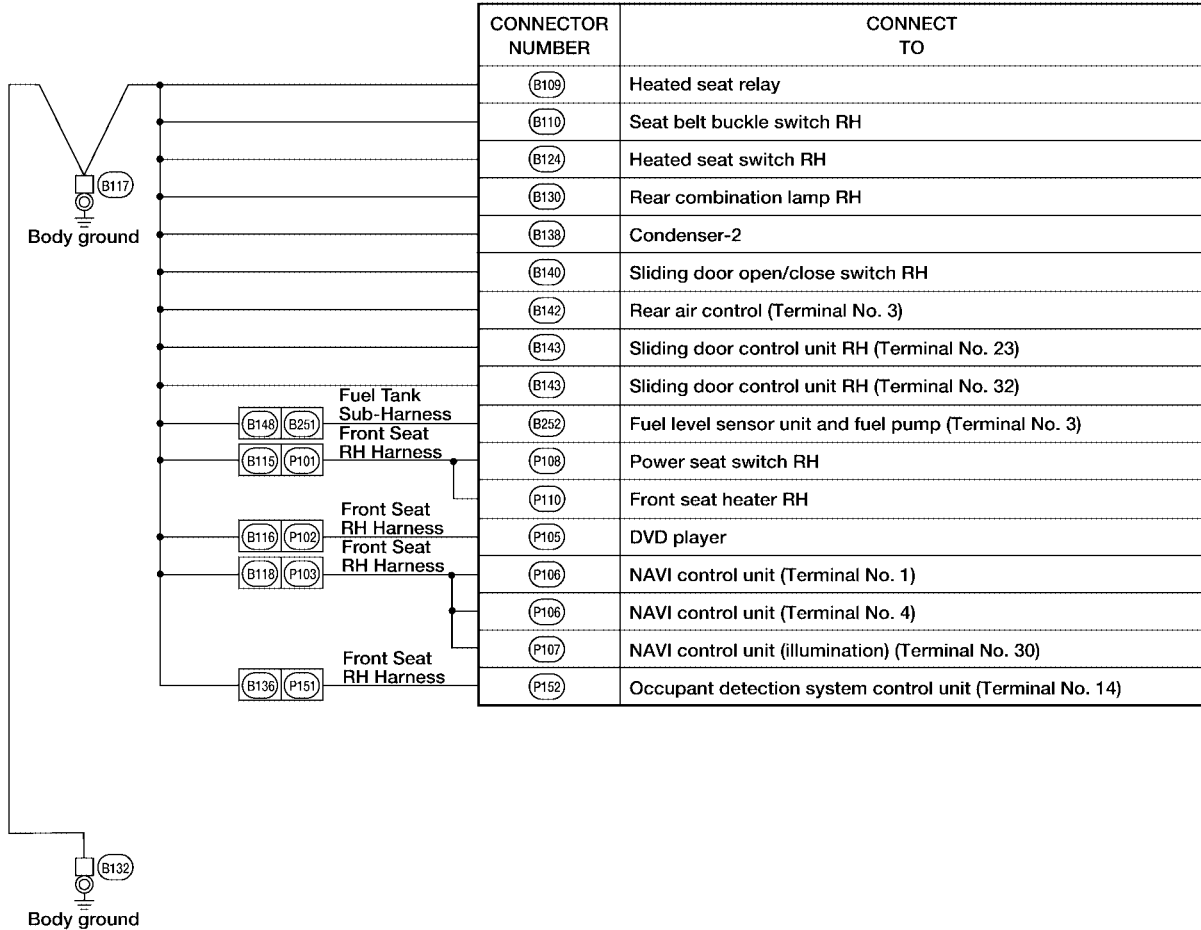 CONNECTOR NUMBER
CONNECT TO
B109 Heated seat relay
B110 Seat belt buckle switch RH
B124 Heated seat switch RH
B117
B130 Rear combination lamp RH
Body ground
B138 Condenser-2
B140 Sliding door open/close switch RH
B142 Rear air control (Terminal No. 3)
B143 Sliding door control unit RH (Terminal No. 23)
B143 Sliding door control unit RH (Terminal No. 32)
Fuel Tank
Sub-Harness
B148 B251
B252 Fuel level sensor unit and fuel pump (Terminal No. 3)
Front Seat
RH Harness
B115 P101
P108 Power seat switch RH
P110 Front seat heater RH
Front Seat
RH Harness
B116 P102
P105 DVD player
Front Seat
RH Harness
B118 P103
P106 NAVI control unit (Terminal No. 1)
P106 NAVI control unit (Terminal No. 4)
P107 NAVI control unit (illumination) (Terminal No. 30)
Front Seat
RH Harness
B136 P151
P152 Occupant detection system control unit (Terminal No. 14)
B132
Body ground